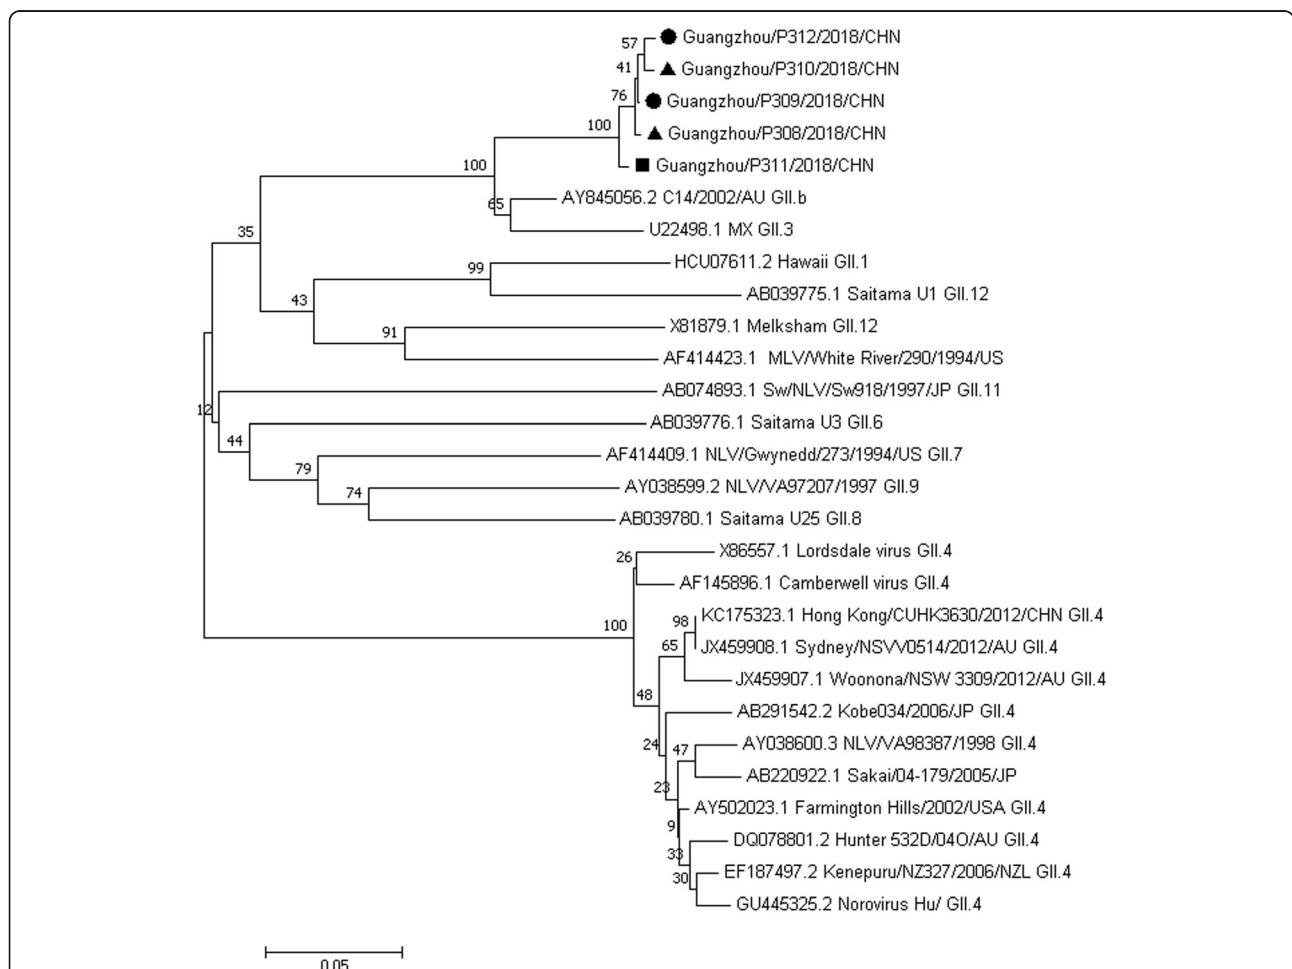 57
Guangzhou/P312/2018/CHN
41
Guangzhou/P310/2018/CHN
76
Guangzhou/P309/2018/CHN
100
Guangzhou/P308/2018/CHN
100
Guangzhou/P311/2018/CHN
65
AY845056.2 C14/2002/AU GII.b
35
U22498.1 MX GII.3
99
HCU07611.2 Hawaii GII.1
43
AB039775.1 Saitama U1 GII.12
91
X81879.1 Melksham GII.12
AF414423.1 MLV/White River/290/1994/US
12
AB074893.1 Sw/NLV/Sw918/1997/JP GII.11
44
AB039776.1 Saitama U3 GII.6
79
AF414409.1 NLV/Gwynedd/273/1994/US GII.7
74
AY038599.2 NLV/VA97207/1997 GII.9
AB039780.1 Saitama U25 GII.8
26
X86557.1 Lordsdale virus GII.4
AF145896.1 Camberwell virus GII.4
100
98
KC175323.1 Hong Kong/CUHK3630/2012/CHN GII.4
65
JX459908.1 Sydney/NSW0514/2012/AU GII.4
48
JX459907.1 Woonona/NSW 3309/2012/AU GII.4
24
AB291542.2 Kobe034/2006/JP GII.4
47
AY038600.3 NLV/VA98387/1998 GII.4
23
AB220922.1 Sakai/04-179/2005/JP
9
AY502023.1 Farmington Hills/2002/USA GII.4
33
DQ078801.2 Hunter 532D/04O/AU GII.4
30
EF187497.2 Kenepuru/NZ327/2006/NZL GII.4
GU445325.2 Norovirus Hu/ GII.4
0.05